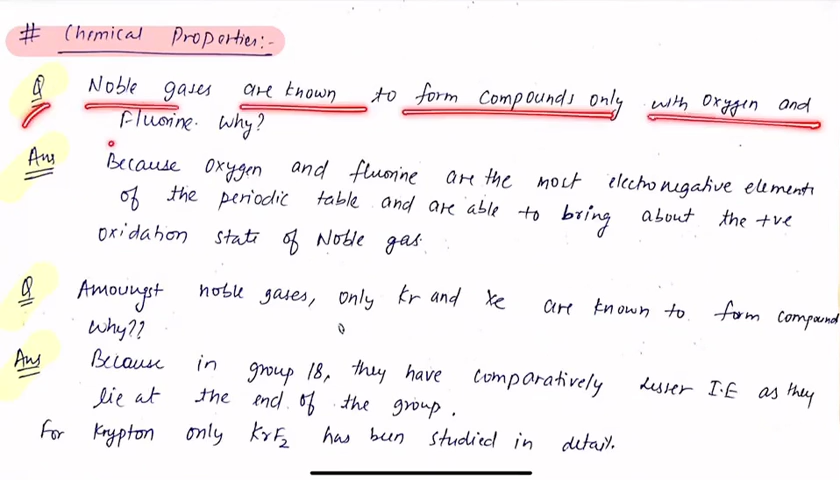 # Chemical Properties:-
Q Noble gases are known to form compounds only with oxygen and
Fluorine. Why?
Ans Because oxygen and fluorine are the most electronegative elements
of the periodic table and are able to bring about the +ve
oxidation state of Noble gas.
Q Amoungst noble gases, only Kr and Xe are known to form compound
Why??
Ans Because in group 18, they have comparatively lesser I.E as they
lie at the end of the group.
For Krypton only KrF₂ has been studied in detail.